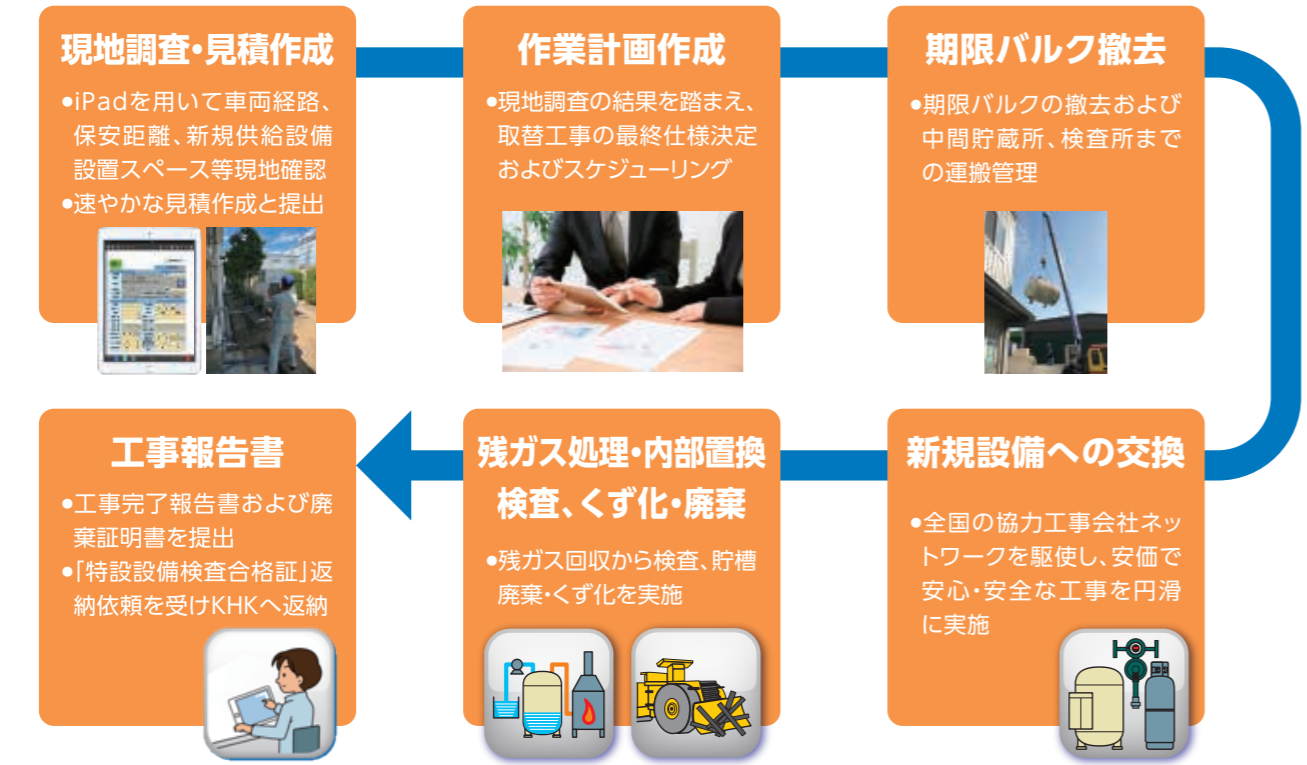 現地調査・見積作成
●iPadを用いて車両経路、
保安距離、新規供給設備
設置スペース等現地確認
●速やかな見積作成と提出
作業計画作成
●現地調査の結果を踏まえ、
取替工事の最終仕様決定
およびスケジューリング
期限バルク撤去
●期限バルクの撤去および
中間貯蔵所、検査所まで
の運搬管理
新規設備への交換
●全国の協力工事会社ネッ
トワークを駆使し、安価で
安心・安全な工事を円滑
に実施
残ガス処理・内部置換
検査、くず化・廃棄
●残ガス回収から検査、貯槽
廃棄・くず化を実施
工事報告書
●工事完了報告書および廃
棄証明書を提出
●「特設設備検査合格証」返
納依頼を受けKHKへ返納